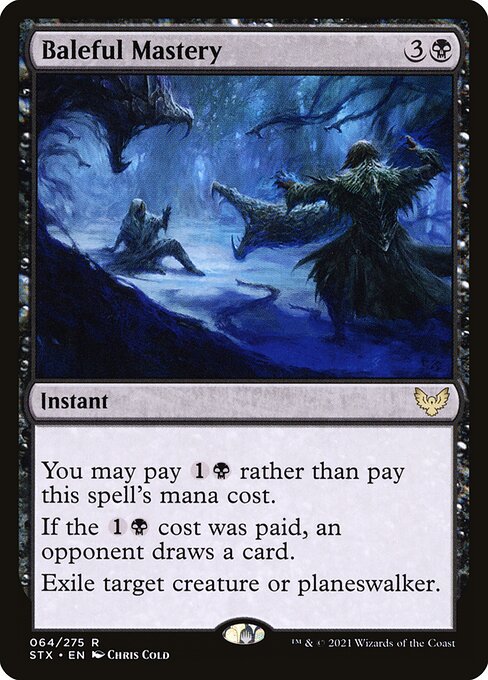 Baleful Mastery 3
Instant
You may pay 1 rather than pay
this spell's mana cost.
If the 1 cost was paid, an
opponent draws a card.
Exile target creature or planeswalker.
064/275 R
STX • EN Chris Cold
™ & © 2021 Wizards of the Coast